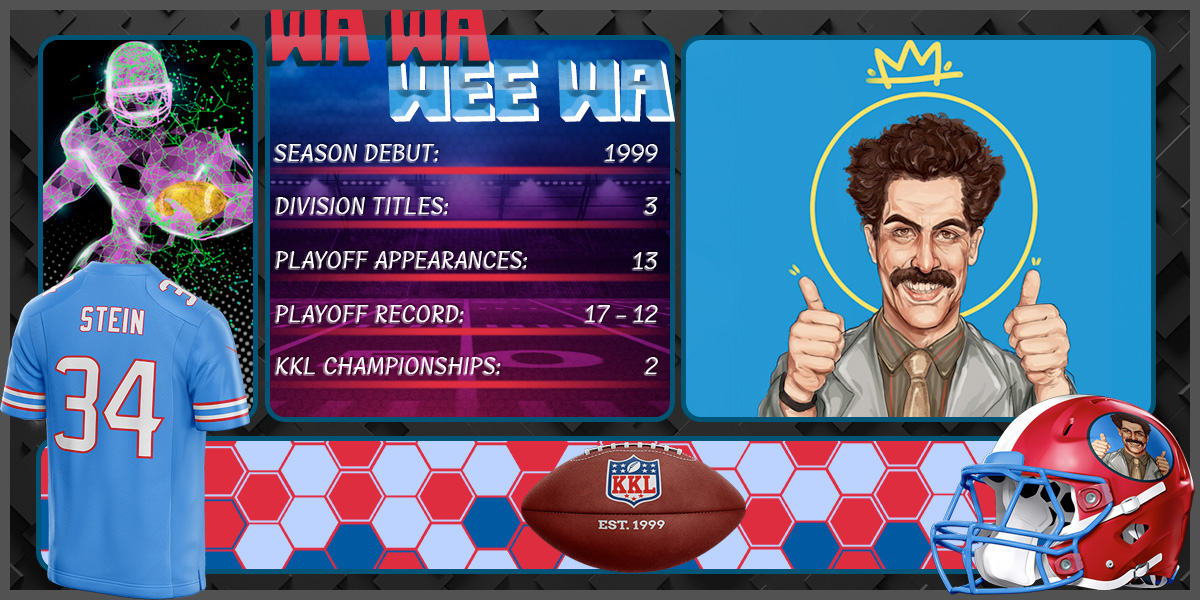 WA WA
WEE WA
SEASON DEBUT: 1999
DIVISION TITLES: 3
PLAYOFF APPEARANCES: 13
PLAYOFF RECORD: 17 – 12
KKL CHAMPIONSHIPS: 2
3
STEIN
34
KKL
EST. 1999